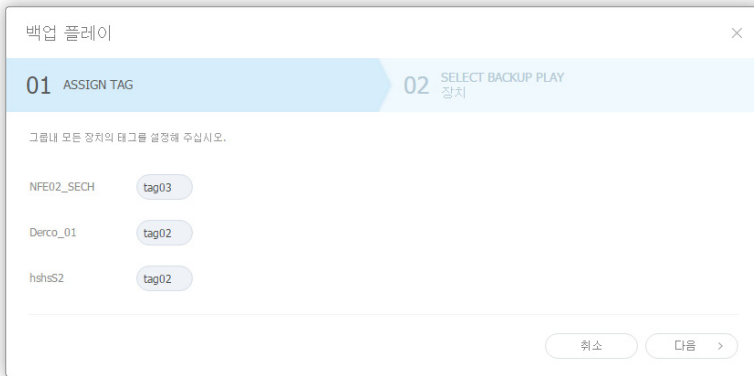 백업 플레이
01 ASSIGN TAG
02 SELECT BACKUP PLAY
장치
그룹내 모든 장치의 태그를 설정해 주십시오.
NFE02_SECH tag03
Derco_01 tag02
hshsS2 tag02
취소 다음 >